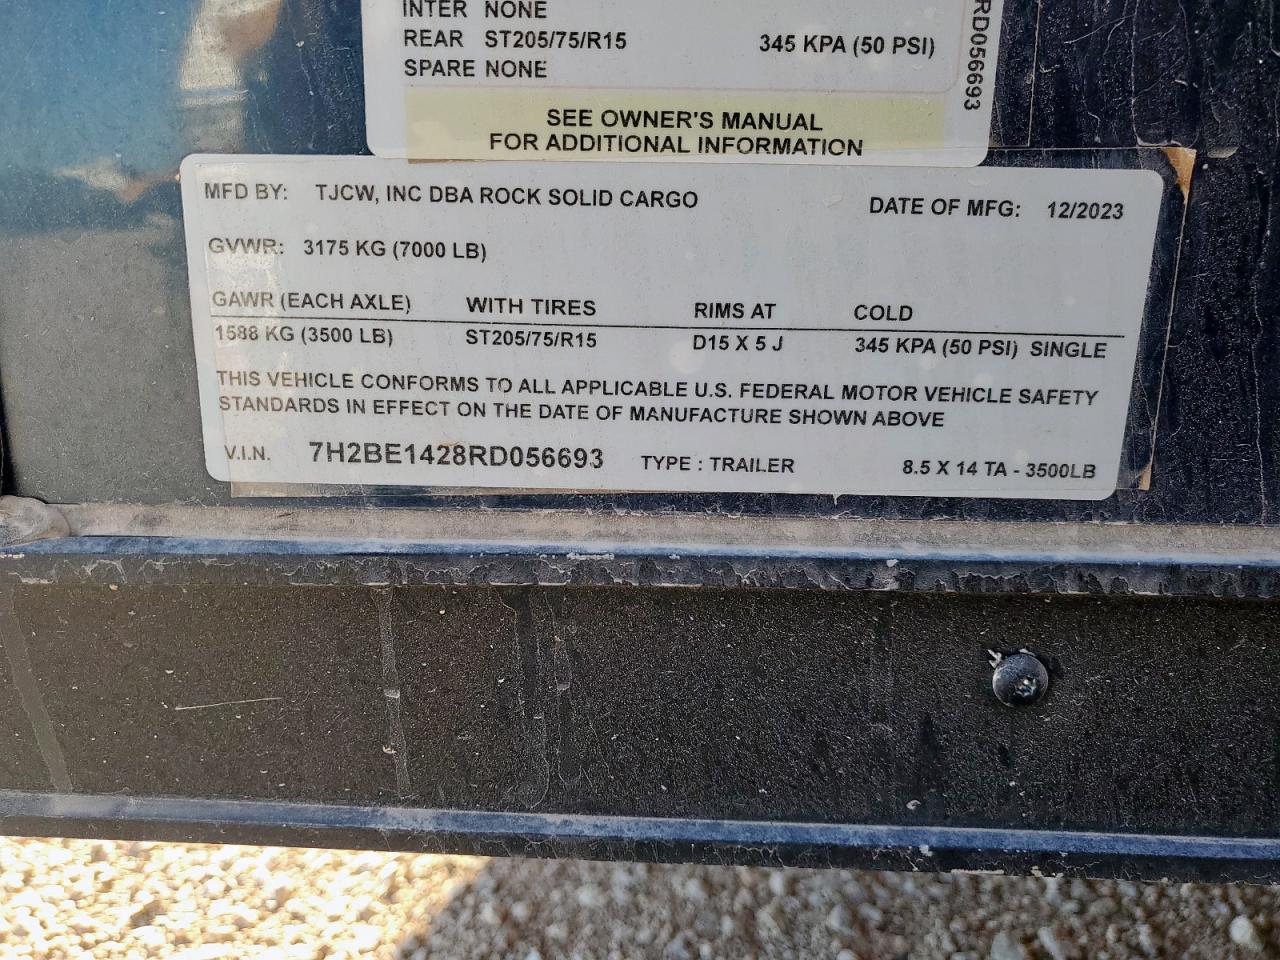 INTER NONE
REAR ST205/75/R15 345 KPA (50 PSI)
SPARE NONE
SEE OWNER'S MANUAL
FOR ADDITIONAL INFORMATION
RD056693
MFD BY: TJCW, INC DBA ROCK SOLID CARGO DATE OF MFG: 12/2023
GVWR: 3175 KG (7000 LB)
GAWR (EACH AXLE) WITH TIRES RIMS AT COLD
1588 KG (3500 LB) ST205/75/R15 D15 X 5 J 345 KPA (50 PSI) SINGLE
THIS VEHICLE CONFORMS TO ALL APPLICABLE U.S. FEDERAL MOTOR VEHICLE SAFETY
STANDARDS IN EFFECT ON THE DATE OF MANUFACTURE SHOWN ABOVE
V.I.N. 7H2BE1428RD056693 TYPE : TRAILER 8.5 X 14 TA - 3500LB